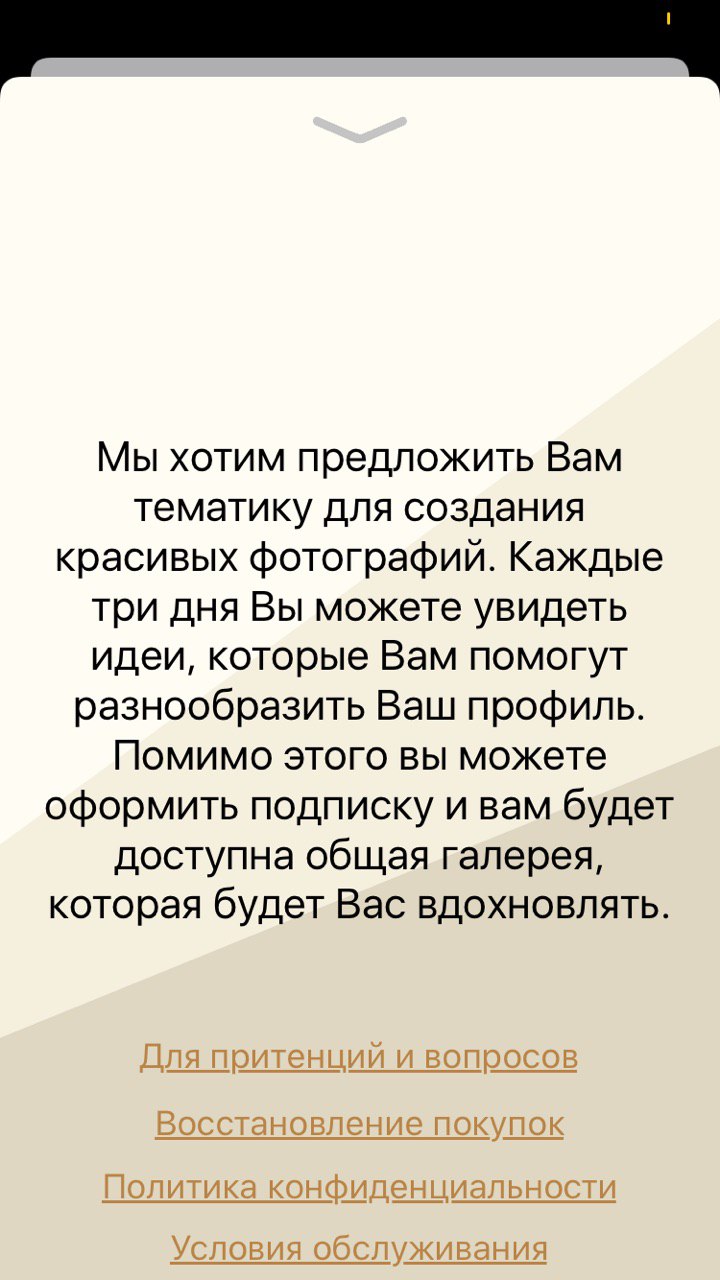 Мы хотим предложить Вам
тематику для создания
красивых фотографий. Каждые
три дня Вы можете увидеть
идеи, которые Вам помогут
разнообразить Ваш профиль.
Помимо этого вы можете
оформить подписку и вам будет
доступна общая галерея,
которая будет Вас вдохновлять.
Для притенций и вопросов
Восстановление покупок
Политика конфиденциальности
Условия обслуживания